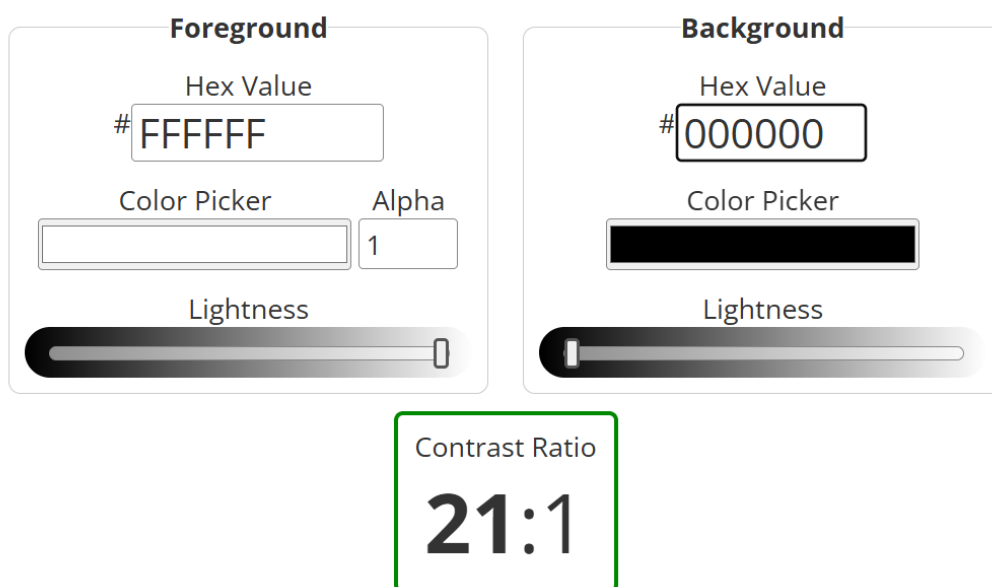 Foreground
Hex Value
# FFFFFF
Color Picker Alpha
1
Lightness
Background
Hex Value
# 000000
Color Picker
Lightness
Contrast Ratio
21:1